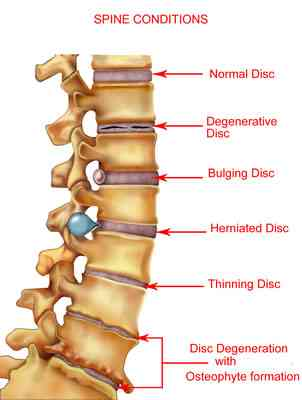 SPINE CONDITIONS
Normal Disc
Degenerative
Disc
Bulging Disc
Herniated Disc
Thinning Disc
Disc Degeneration
with
Osteophyte formation